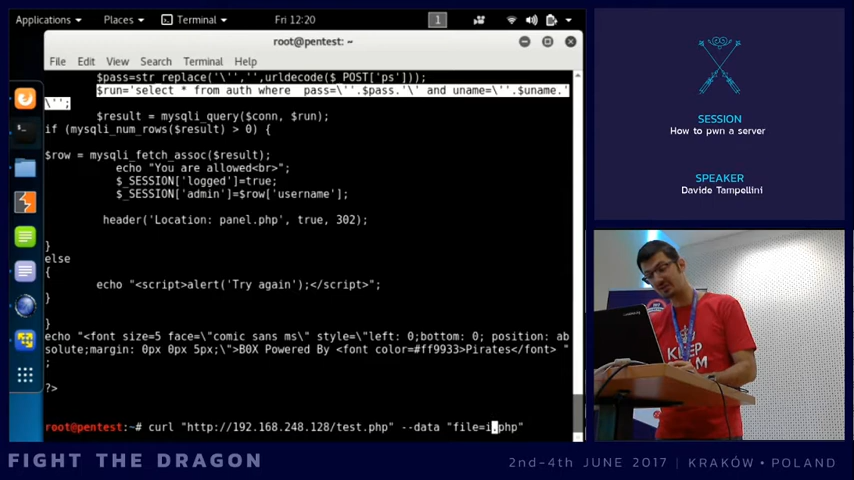 Applications
Places
Terminal
Fri 12:20
1
root@pentest: ~
File Edit View Search Terminal Help
$pass=str_replace('\'','',urldecode($_POST['ps']));
$run='select * from auth where  pass=\''.$pass.'\' and uname=\''.$uname.'
\'';
$result = mysqli_query($conn, $run);
if (mysqli_num_rows($result) > 0) {
$row = mysqli_fetch_assoc($result);
echo "You are allowed<br>";
$_SESSION['logged']=true;
$_SESSION['admin']=$row['username'];
header('Location: panel.php', true, 302);
}
else
{
echo "<script>alert('Try again');</script>";
}
}
echo "<font size=5 face=\"comic sans ms\" style=\"left: 0;bottom: 0; position: ab
solute;margin: 0px 0px 5px;\">B0X Powered By <font color=#ff9933>Pirates</font> "
;
?>
root@pentest:~# curl "http://192.168.248.128/test.php" --data "file=i.php"
SESSION
How to pwn a server
SPEAKER
Davide Tampellini
KEEP
FIGHT THE DRAGON
2nd-4th JUNE 2017 | KRAKÓW • POLAND